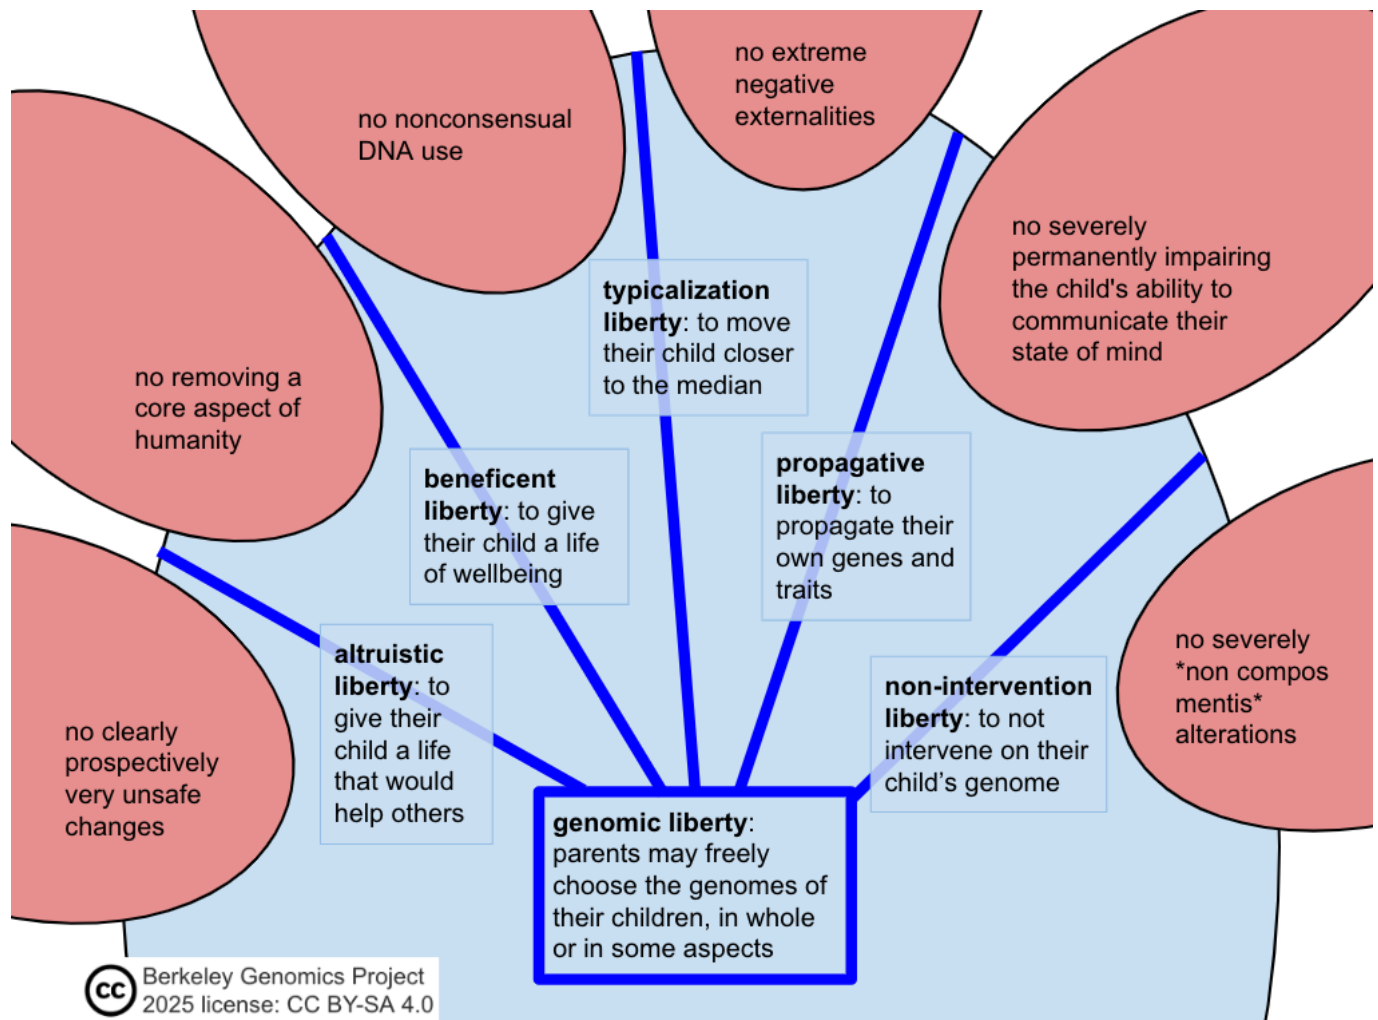 no extreme
negative
externalities
no nonconsensual
DNA use
no severely
permanently impairing
the child's ability to
communicate their
state of mind
typicalization
liberty: to move
their child closer
to the median
no removing a
core aspect of
humanity
beneficent
liberty: to give
their child a life
of wellbeing
propagative
liberty: to
propagate their
own genes and
traits
altruistic
liberty: to
give their
child a life
that would
help others
non-intervention
liberty: to not
intervene on their
child’s genome
no severely
*non compos
mentis*
alterations
no clearly
prospectively
very unsafe
changes
genomic liberty:
parents may freely
choose the genomes of
their children, in whole
or in some aspects
cc
Berkeley Genomics Project
2025 license: CC BY-SA 4.0